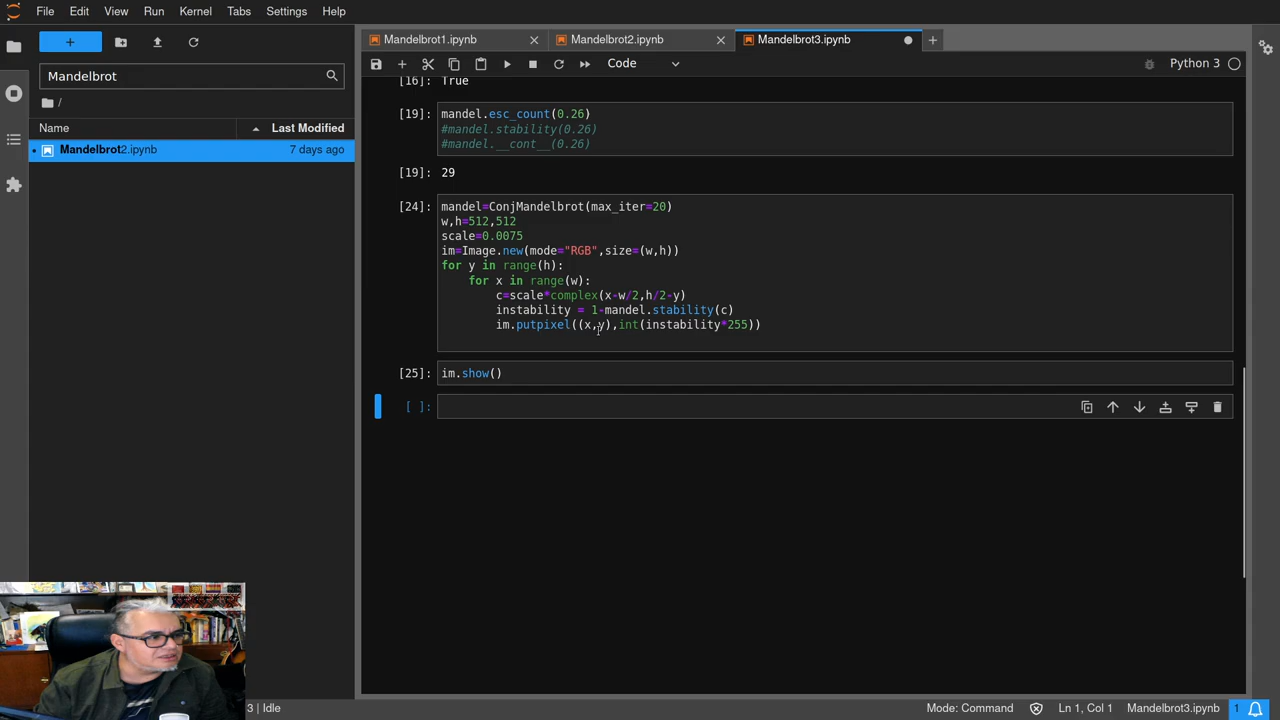 File Edit View Run Kernel Tabs Settings Help
Mandelbrot1.ipynb
Mandelbrot2.ipynb
Mandelbrot3.ipynb
Code
Python 3
Mandelbrot
/
Name
Last Modified
Mandelbrot2.ipynb
7 days ago
[16]: True
[19]: mandel.esc_count(0.26)
#mandel.stability(0.26)
#mandel.__cont__(0.26)
[19]: 29
[24]: mandel=ConjMandelbrot(max_iter=20)
w,h=512,512
scale=0.0075
im=Image.new(mode="RGB",size=(w,h))
for y in range(h):
for x in range(w):
c=scale*complex(x-w/2,h/2-y)
instability = 1-mandel.stability(c)
im.putpixel((x,y),int(instability*255))
[25]: im.show()
[ ]:
3 | Idle
Mode: Command
Ln 1, Col 1
Mandelbrot3.ipynb
1